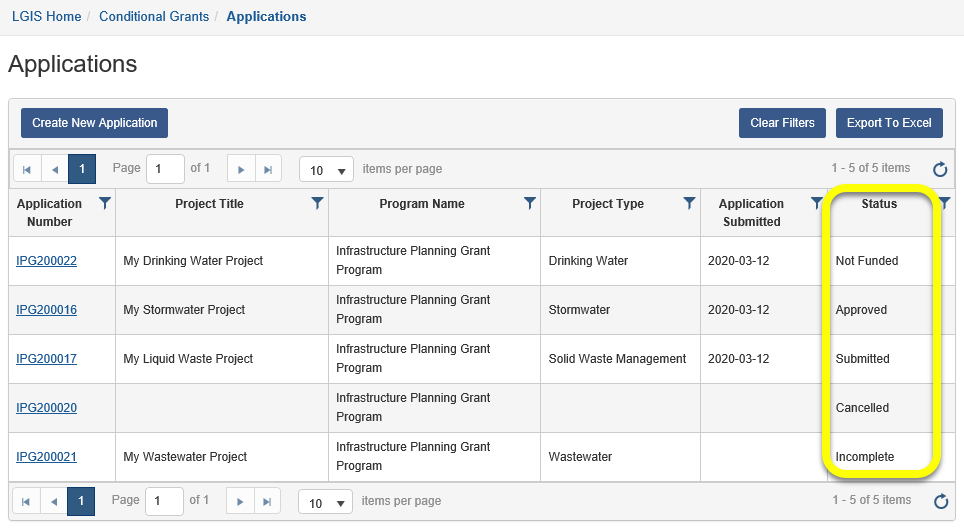 LGIS Home / Conditional Grants / Applications
Applications
Create New Application Clear Filters Export To Excel
1 Page 1 of 1 10 items per page 1 - 5 of 5 items
Application Number Project Title Program Name Project Type Application Submitted Status
IPG200022 My Drinking Water Project Infrastructure Planning Grant Program Drinking Water 2020-03-12 Not Funded
IPG200016 My Stormwater Project Infrastructure Planning Grant Program Stormwater 2020-03-12 Approved
IPG200017 My Liquid Waste Project Infrastructure Planning Grant Program Solid Waste Management 2020-03-12 Submitted
IPG200020 Infrastructure Planning Grant Program Cancelled
IPG200021 My Wastewater Project Infrastructure Planning Grant Program Wastewater Incomplete
1 Page 1 of 1 10 items per page 1 - 5 of 5 items